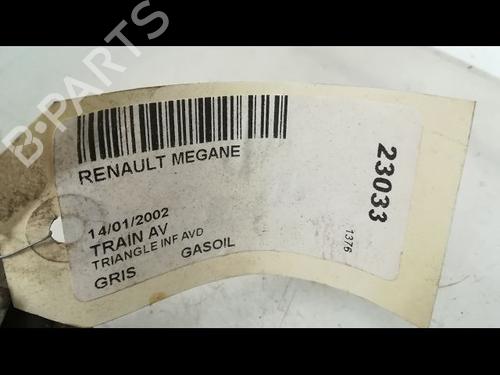 B-PARTS
RENAULT MEGANE
14/01/2002
TRAIN AV
TRIANGLE INF AVD
GRIS GASOIL
23033
1376